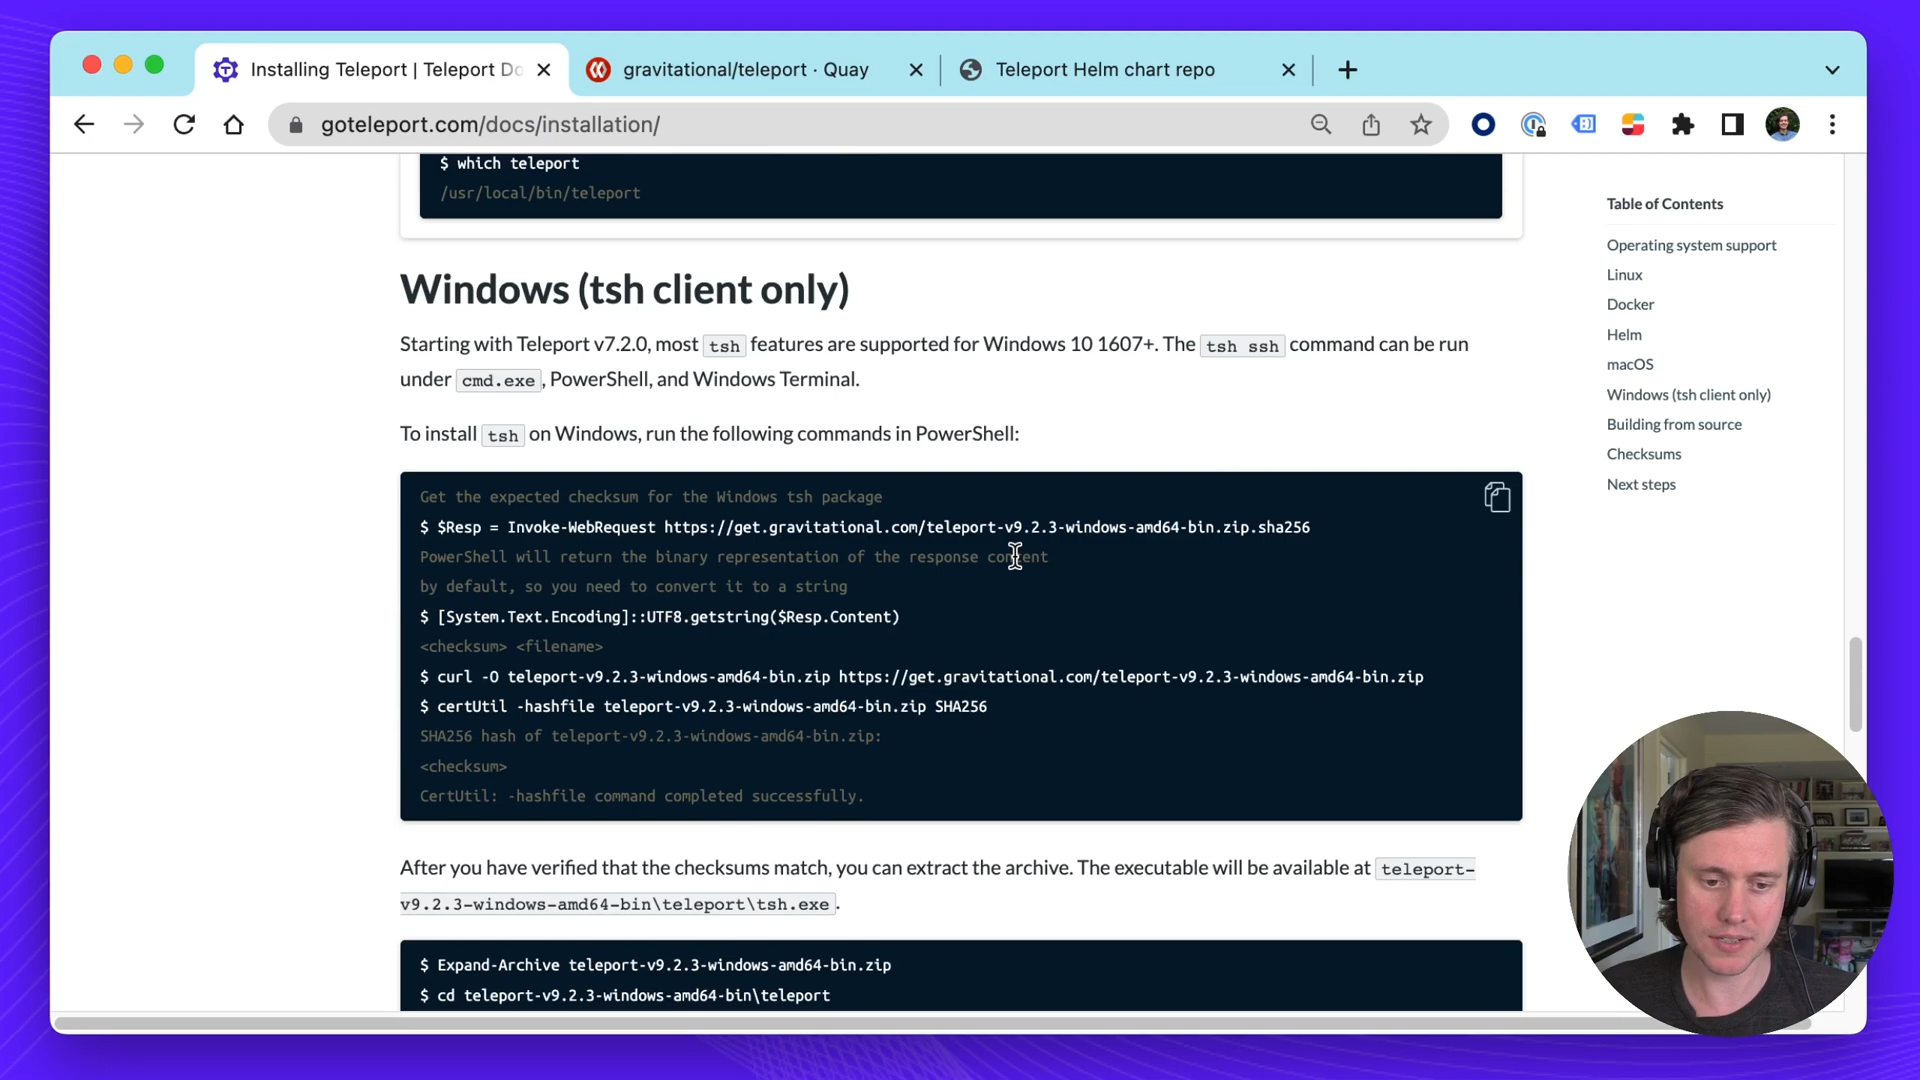 Installing Teleport | Teleport Do
gravitational/teleport · Quay
Teleport Helm chart repo
goteleport.com/docs/installation/
$ which teleport
/usr/local/bin/teleport
Windows (tsh client only)
Starting with Teleport v7.2.0, most tsh features are supported for Windows 10 1607+. The tsh ssh command can be run
under cmd.exe, PowerShell, and Windows Terminal.
To install tsh on Windows, run the following commands in PowerShell:
Get the expected checksum for the Windows tsh package
$ $Resp = Invoke-WebRequest https://get.gravitational.com/teleport-v9.2.3-windows-amd64-bin.zip.sha256
PowerShell will return the binary representation of the response content
by default, so you need to convert it to a string
$ [System.Text.Encoding]::UTF8.getstring($Resp.Content)
<checksum> <filename>
$ curl -O teleport-v9.2.3-windows-amd64-bin.zip https://get.gravitational.com/teleport-v9.2.3-windows-amd64-bin.zip
$ certUtil -hashfile teleport-v9.2.3-windows-amd64-bin.zip SHA256
SHA256 hash of teleport-v9.2.3-windows-amd64-bin.zip:
<checksum>
CertUtil: -hashfile command completed successfully.
After you have verified that the checksums match, you can extract the archive. The executable will be available at teleport-
v9.2.3-windows-amd64-bin\teleport\tsh.exe.
$ Expand-Archive teleport-v9.2.3-windows-amd64-bin.zip
$ cd teleport-v9.2.3-windows-amd64-bin\teleport
Table of Contents
Operating system support
Linux
Docker
Helm
macOS
Windows (tsh client only)
Building from source
Checksums
Next steps